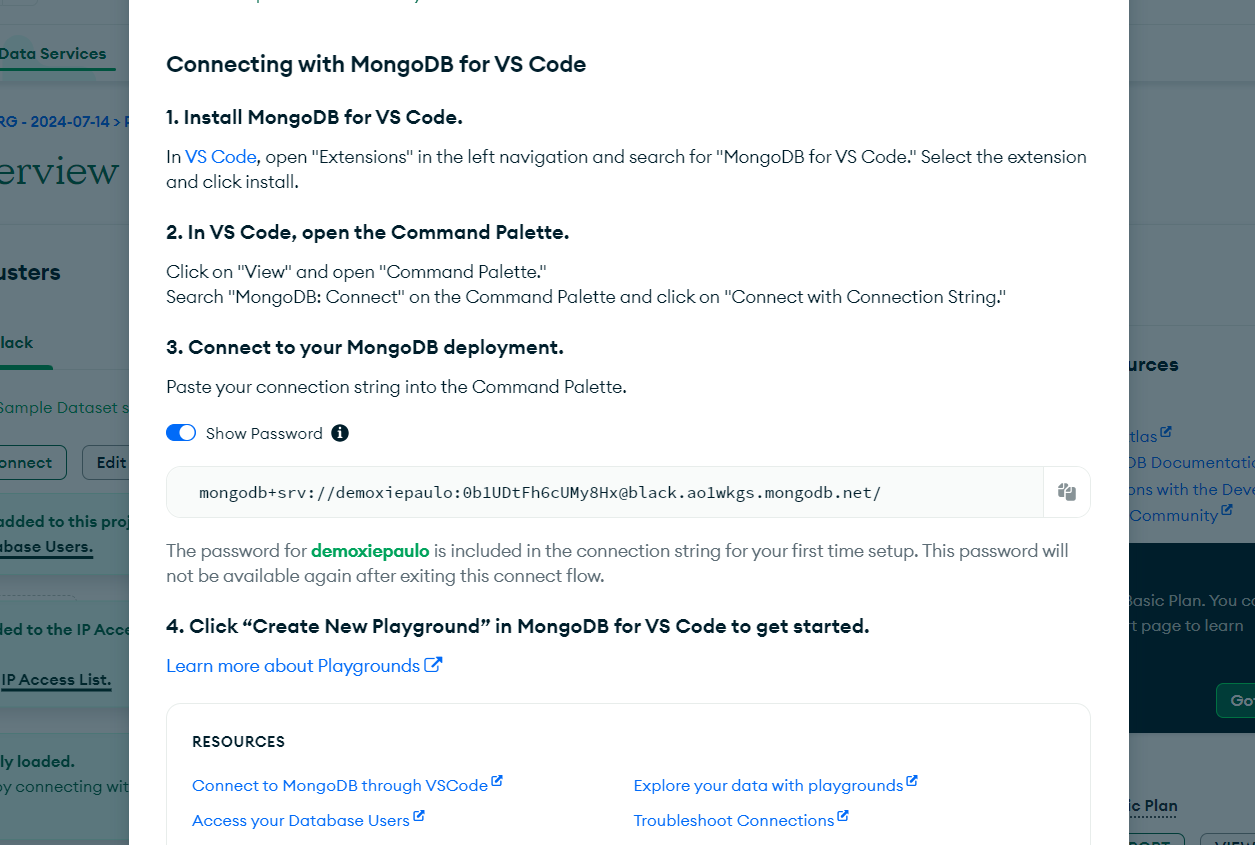 Data Services
Connecting with MongoDB for VS Code
1. Install MongoDB for VS Code.
RG - 2024-07-14 >
In VS Code, open "Extensions" in the left navigation and search for "MongoDB for VS Code." Select the extension
and click install.
erview
2. In VS Code, open the Command Palette.
Click on "View" and open "Command Palette."
Search "MongoDB: Connect" on the Command Palette and click on "Connect with Connection String."
usters
lack
3. Connect to your MongoDB deployment.
urces
Paste your connection string into the Command Palette.
Sample Dataset s
Show Password
tlas
onnect
Edit
DB Documentatio
mongodb+srv://demoxiepaulo:0b1UDtFh6cUMy8Hx@black.ao1wkgs.mongodb.net/
ons with the Deve
Community
added to this proj
abase Users.
The password for demoxiepaulo is included in the connection string for your first time setup. This password will
not be available again after exiting this connect flow.
Basic Plan. You ca
rt page to learn
ded to the IP Acce
4. Click “Create New Playground” in MongoDB for VS Code to get started.
Learn more about Playgrounds
IP Access List.
Go
RESOURCES
ly loaded.
by connecting wit
Connect to MongoDB through VSCode
Explore your data with playgrounds
ic Plan
Access your Database Users
Troubleshoot Connections